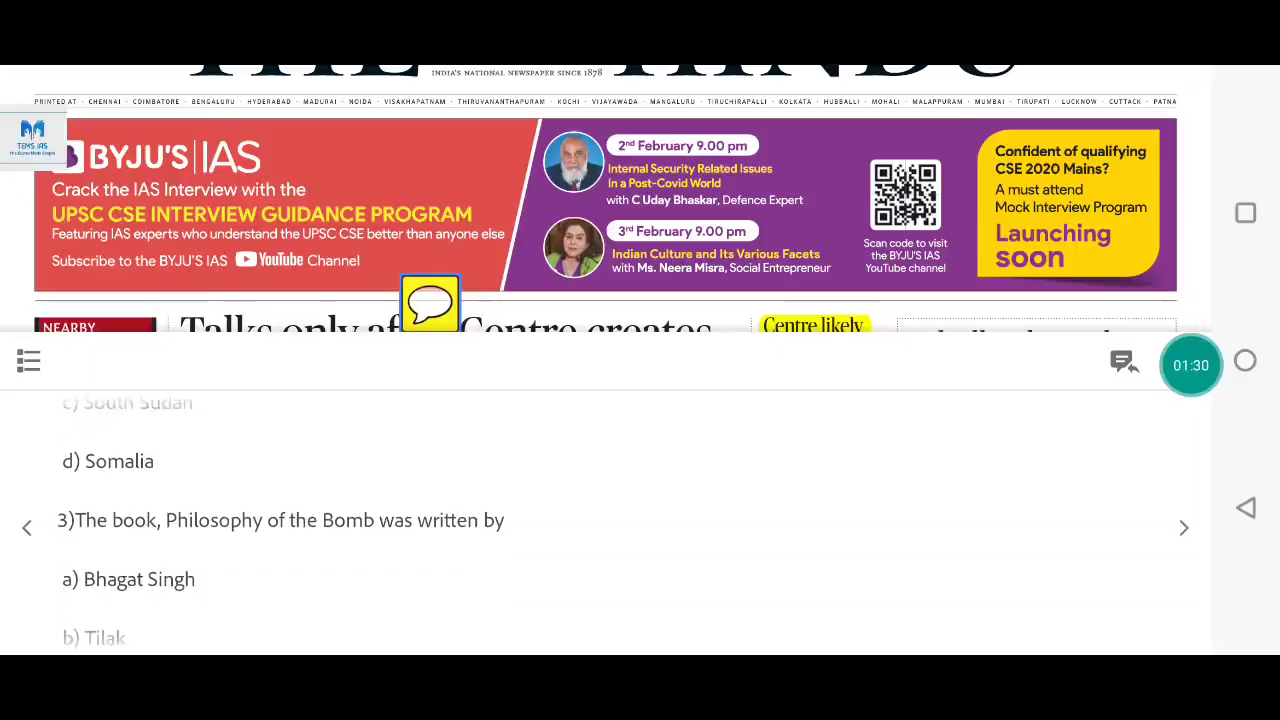 INDIA'S NATIONAL NEWSPAPER SINCE 1878
PRINTED AT · CHENNAI · COIMBATORE · BENGALURU · HYDERABAD · MADURAI · NOIDA · VISAKHAPATNAM · THIRUVANANTHAPURAM · KOCHI · VIJAYAWADA · MANGALURU · TIRUCHIRAPALLI · KOLKATA · HUBBALLI · MOHALI · MALAPPURAM · MUMBAI · TIRUPATI · LUCKNOW · CUTTACK · PATNA
TEMS IAS
BYJU'S IAS
Crack the IAS Interview with the
UPSC CSE INTERVIEW GUIDANCE PROGRAM
Featuring IAS experts who understand the UPSC CSE better than anyone else
Subscribe to the BYJU'S IAS YouTube Channel
2nd February 9.00 pm
Internal Security Related Issues
In a Post-Covid World
with C Uday Bhaskar, Defence Expert
3rd February 9.00 pm
Indian Culture and Its Various Facets
with Ms. Neera Misra, Social Entrepreneur
Scan code to visit
the BYJU'S IAS
YouTube channel
Confident of qualifying
CSE 2020 Mains?
A must attend
Mock Interview Program
Launching
soon
NEARBY
Talks only Centre creates
Centre likely
01:30
c) South Sudan
d) Somalia
3)The book, Philosophy of the Bomb was written by
a) Bhagat Singh
b) Tilak